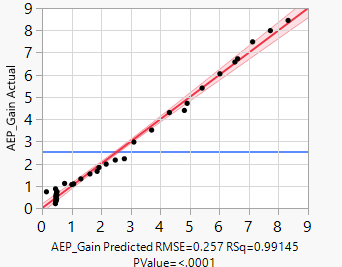 9
8
7
6
5
4
3
2
1
0
AEP_Gain Actual
0 1 2 3 4 5 6 7 8 9
AEP_Gain Predicted RMSE=0.257 RSq=0.99145
PValue=<.0001